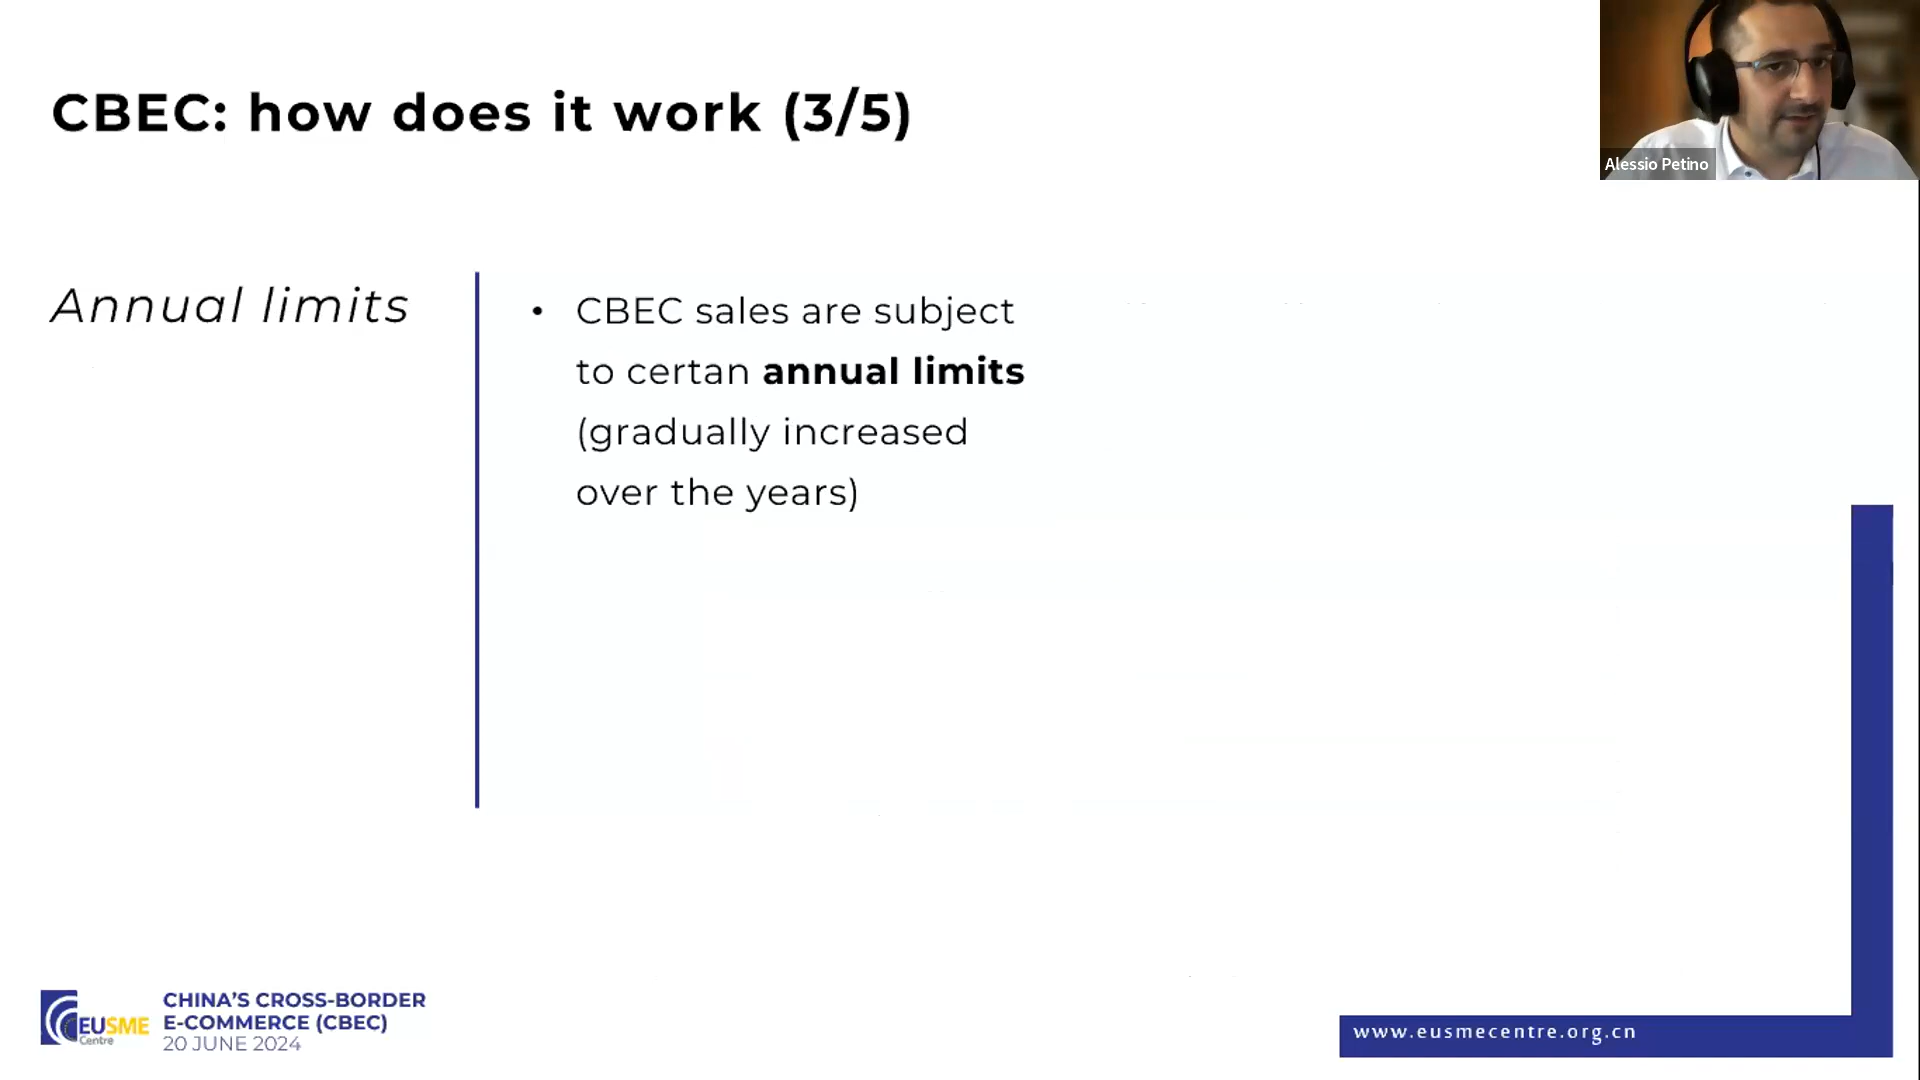 CBEC: how does it work (3/5)
Alessio Petino
Annual limits
• CBEC sales are subject
to certan annual limits
(gradually increased
over the years)
EUSME
Centre
CHINA'S CROSS-BORDER
E-COMMERCE (CBEC)
20 JUNE 2024
www.eusmecentre.org.cn